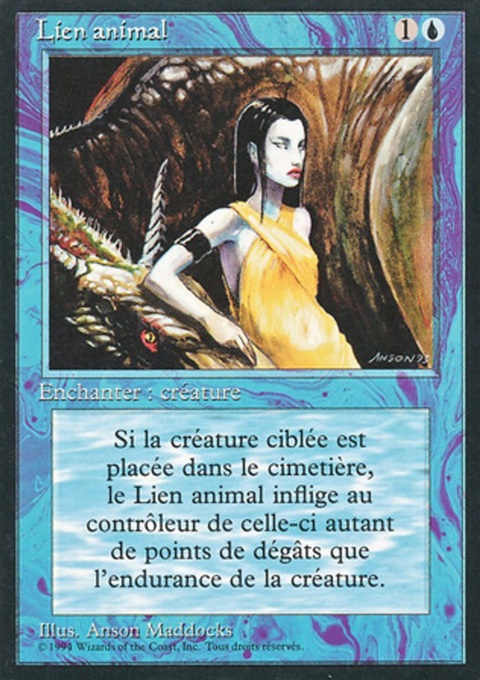 Lien animal 1
ANSON 93
Enchanter : créature
Si la créature ciblée est
placée dans le cimetière,
le Lien animal inflige au
contrôleur de celle-ci autant
de points de dégâts que
l'endurance de la créature.
Illus. Anson Maddocks
© 1994 Wizards of the Coast, Inc. Tous droits réservés.